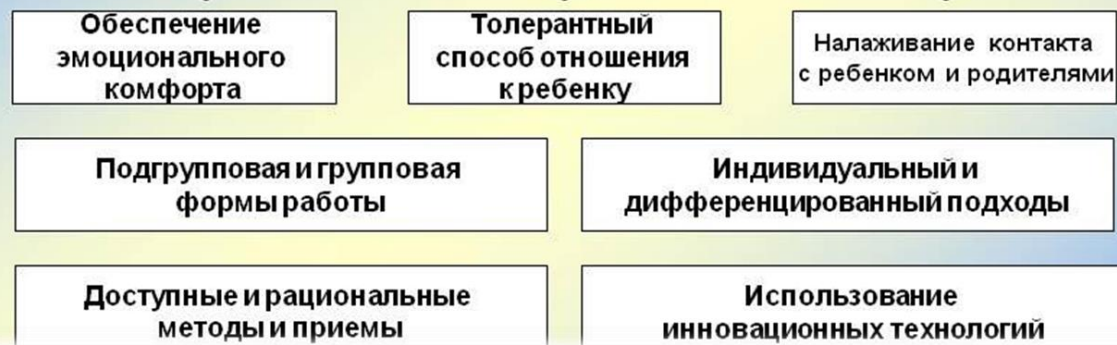 Обеспечение
эмоционального
комфорта
Толерантный
способ отношения
к ребенку
Налаживание контакта
с ребенком и родителями
Подгрупповая и групповая
формы работы
Индивидуальный и
дифференцированный подходы
Доступные и рациональные
методы и приемы
Использование
инновационных технологий